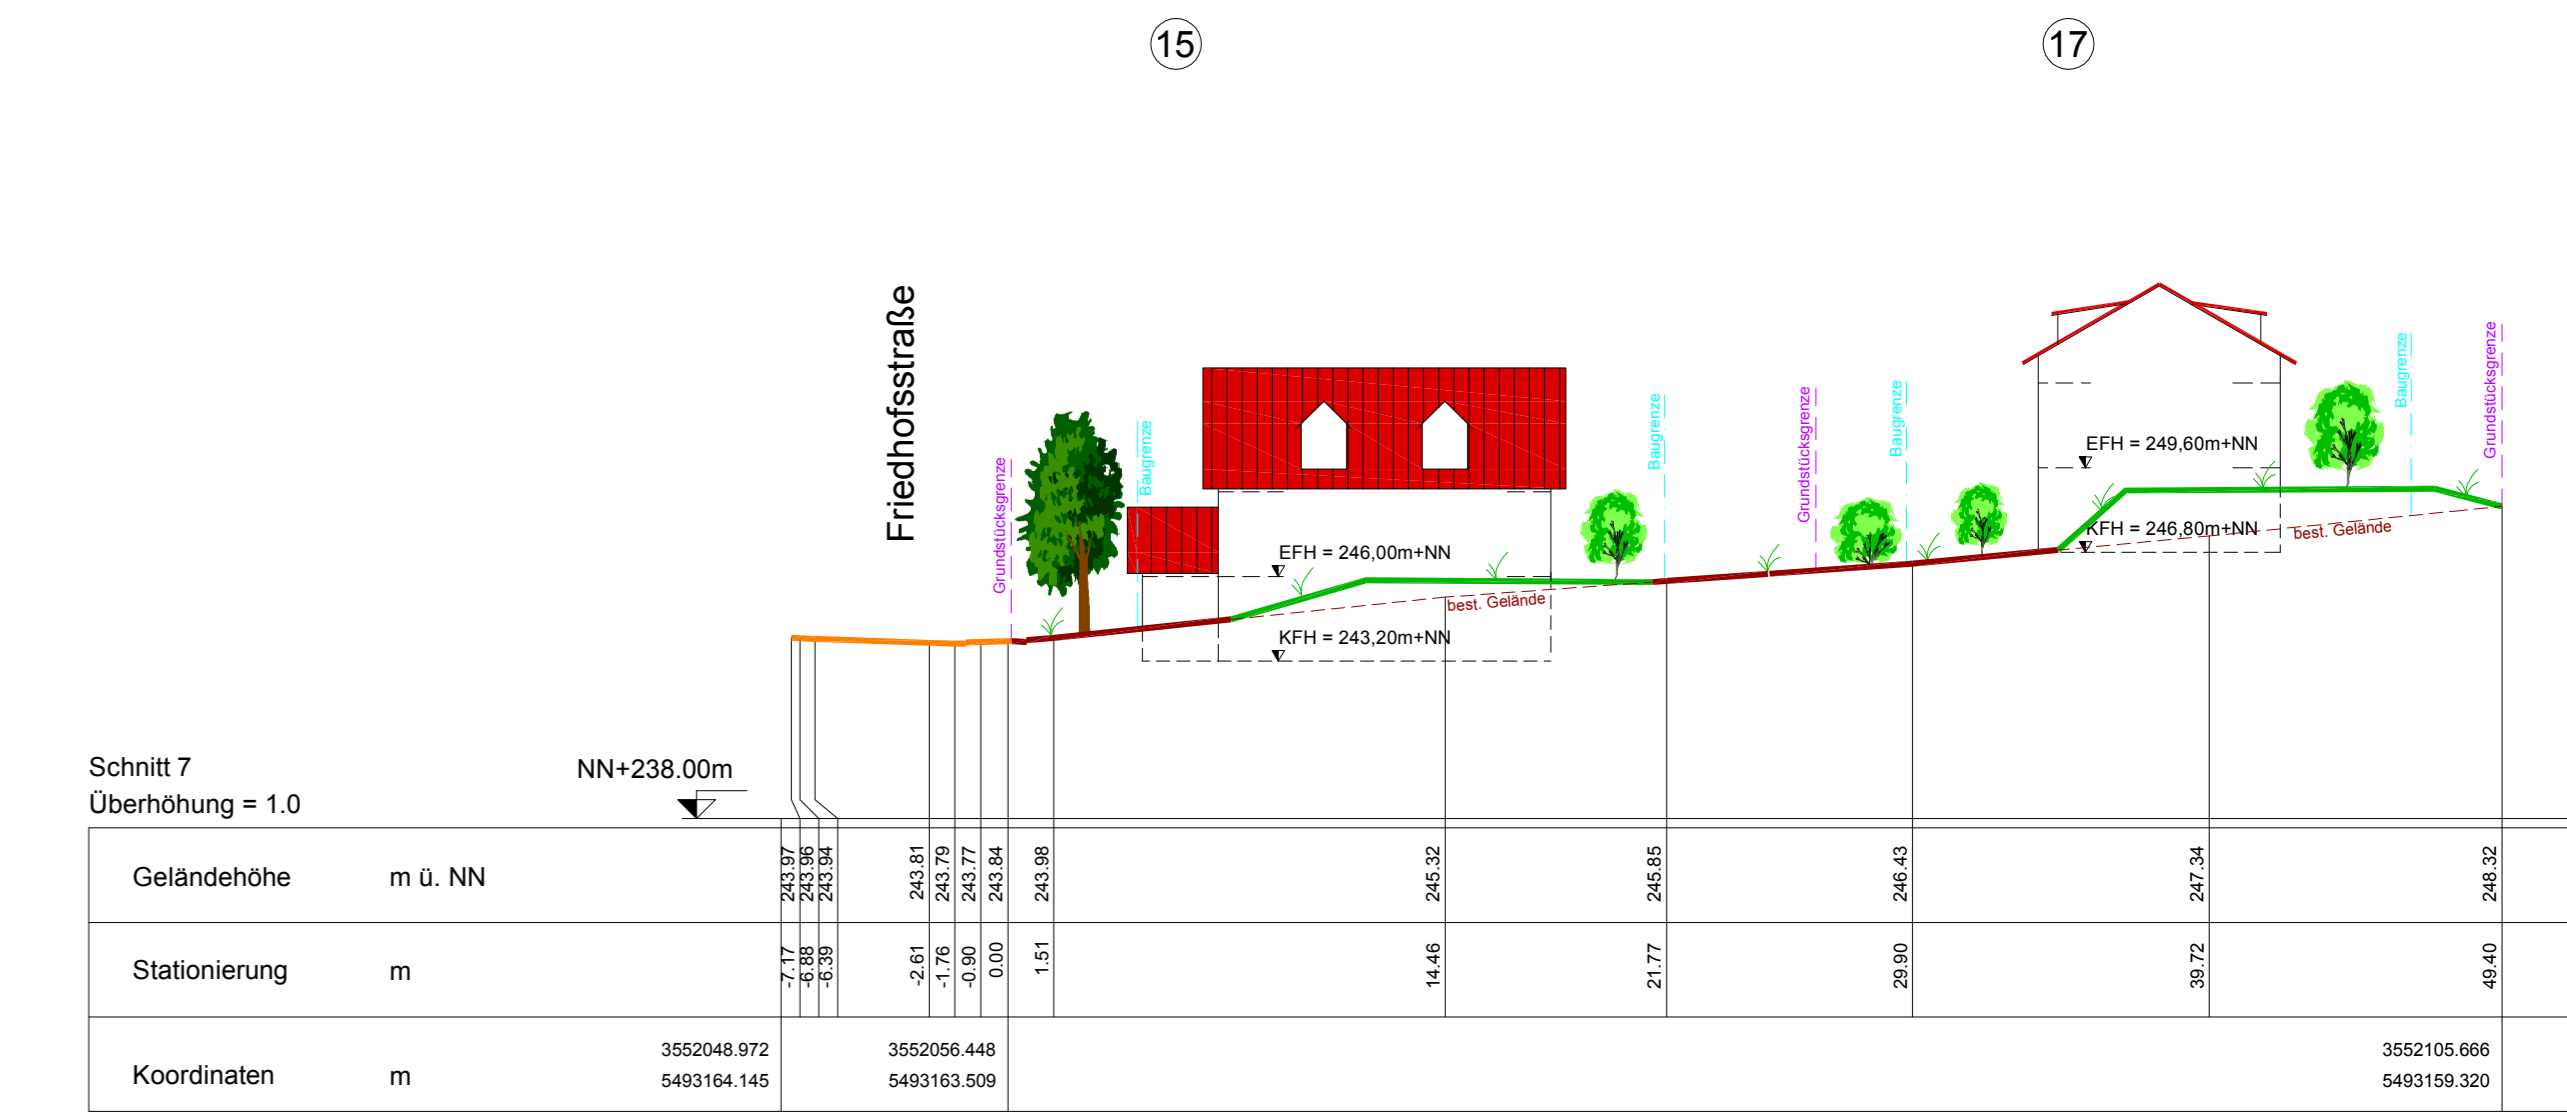 15
17
Friedhofsstraße
Grundstücksgrenze
Baugrenze
Baugrenze
Grundstücksgrenze
Baugrenze
Baugrenze
Grundstücksgrenze
EFH = 249,60m+NN
KFH = 246,80m+NN
best. Gelände
EFH = 246,00m+NN
best. Gelände
KFH = 243,20m+NN
Schnitt 7
Überhöhung = 1.0
NN+238.00m
Geländehöhe m ü. NN 243.97 243.96 243.94 243.81 243.79 243.77 243.84 243.98 245.32 245.85 246.43 247.34 248.32
Stationierung m -7.17 -6.88 -6.39 -2.61 -1.76 -0.90 0.00 1.51 14.46 21.77 29.90 39.72 49.40
Koordinaten m
3552048.972 3552056.448 3552105.666
5493164.145 5493163.509 5493159.320